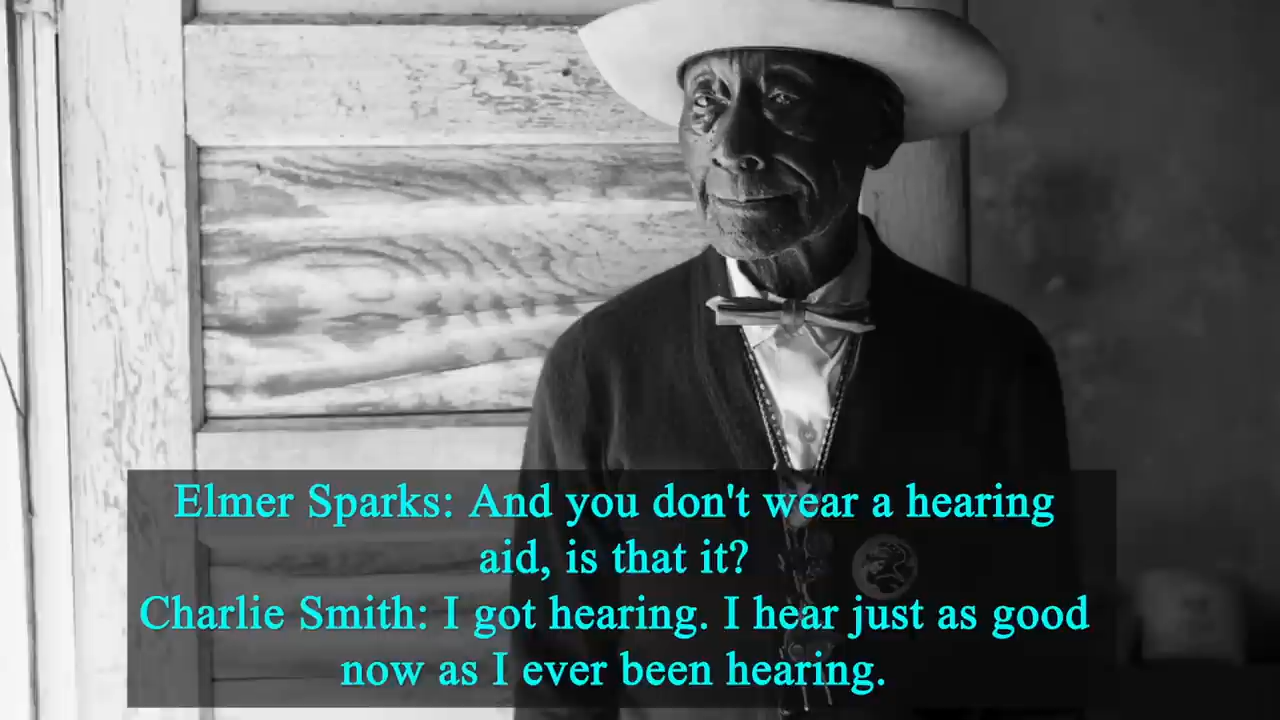 Elmer Sparks: And you don't wear a hearing
aid, is that it?
Charlie Smith: I got hearing. I hear just as good
now as I ever been hearing.